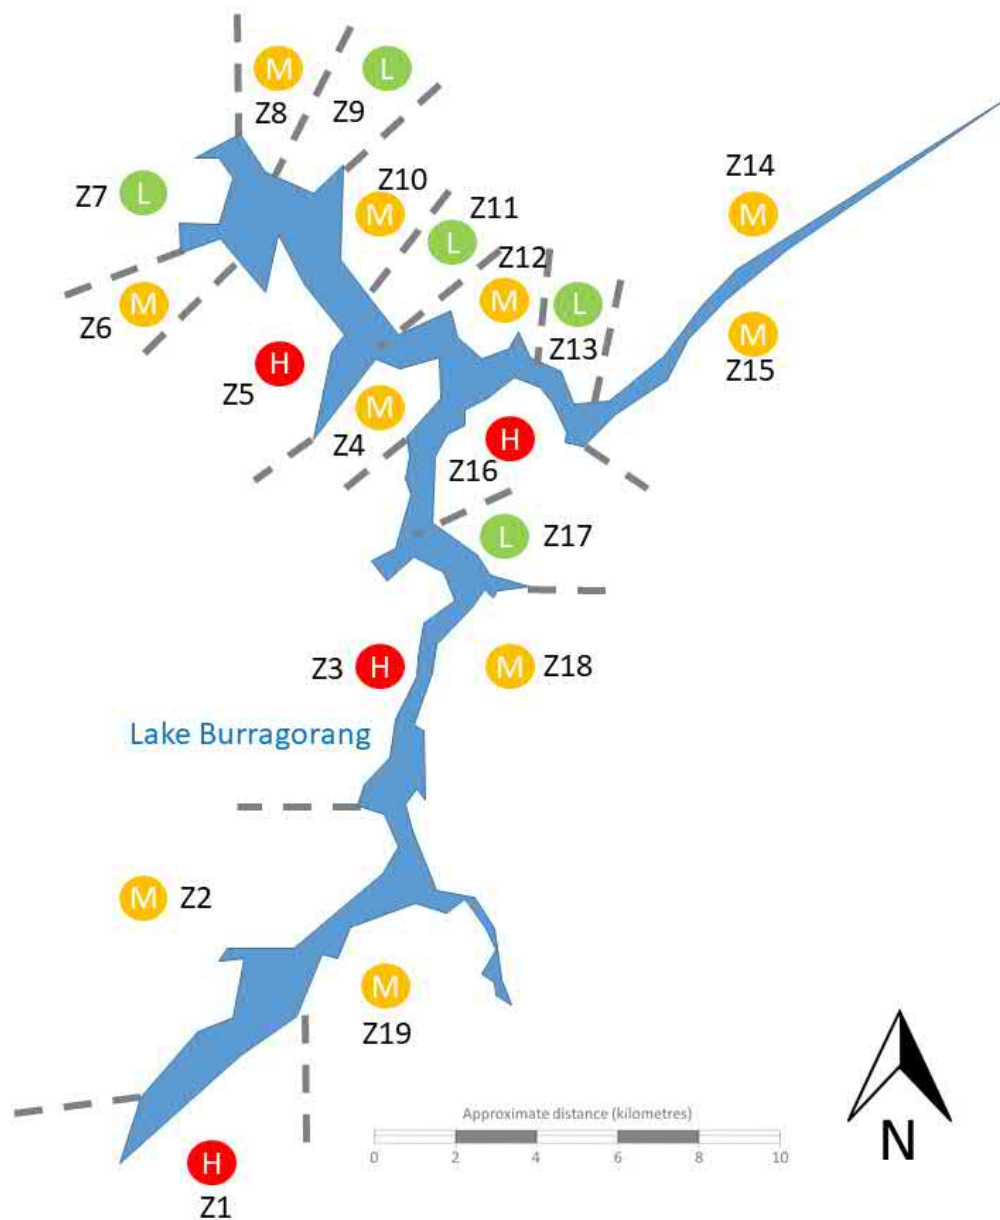 M
L
Z8
Z9
Z14
Z10
Z7
L
Z11
M
M
L
Z12
M
M
L
Z6
Z13
M
H
Z15
Z5
M
Z4
H
Z16
L
Z17
Z3
H
M
Z18
Lake Burragorang
M
Z2
M
Z19
Approximate distance (kilometres)
0 2 4 6 8 10
N
H
Z1